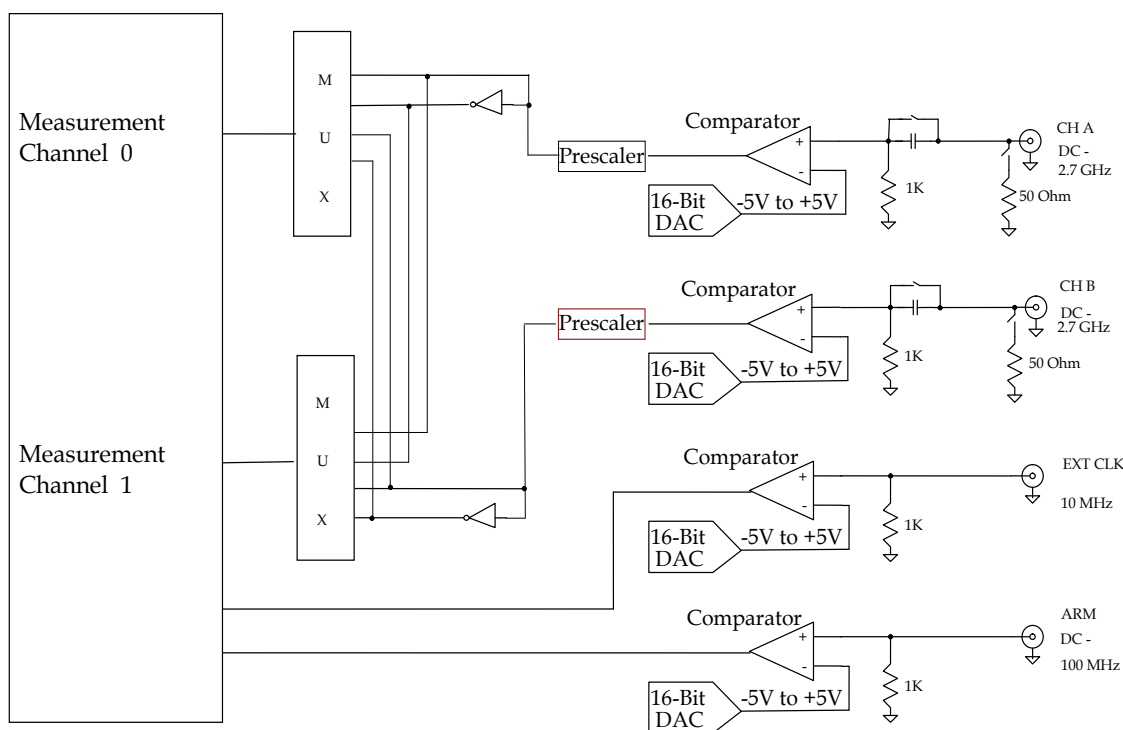 Measurement
Channel 0
M
U
X
Prescaler
Comparator
+
-
16-Bit
DAC
-5V to +5V
1K
50 Ohm
CH A
DC -
2.7 GHz
Measurement
Channel 1
M
U
X
Prescaler
Comparator
+
-
16-Bit
DAC
-5V to +5V
1K
50 Ohm
CH B
DC -
2.7 GHz
Comparator
+
-
16-Bit
DAC
-5V to +5V
1K
EXT CLK
10 MHz
Comparator
+
-
16-Bit
DAC
-5V to +5V
1K
ARM
DC -
100 MHz